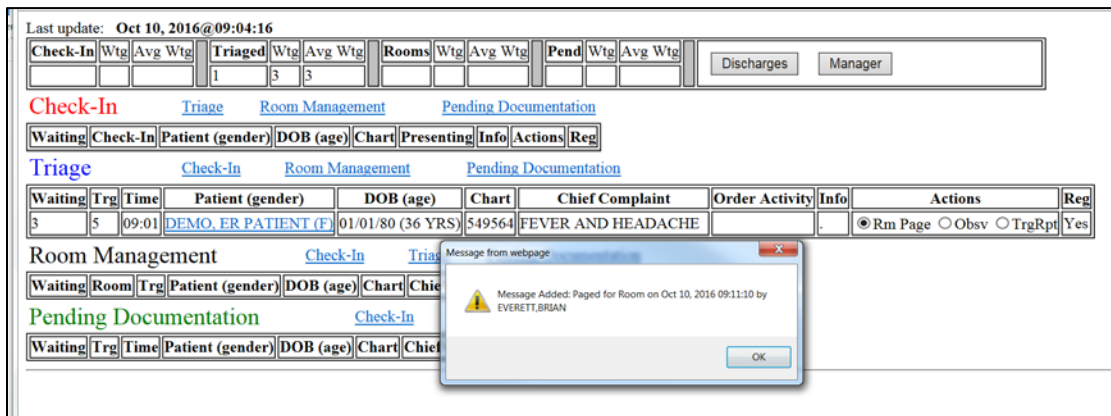 Last update: Oct 10, 2016@09:04:16
Check-In Wtg Avg Wtg Triaged Wtg Avg Wtg Rooms Wtg Avg Wtg Pend Wtg Avg Wtg Discharges Manager
1 3 3
Check-In Triage Room Management Pending Documentation
Waiting Check-In Patient (gender) DOB (age) Chart Presenting Info Actions Reg
Triage Check-In Room Management Pending Documentation
Waiting Trg Time Patient (gender) DOB (age) Chart Chief Complaint Order Activity Info Actions Reg
3 5 09:01 DEMO, ER PATIENT (F) 01/01/80 (36 YRS) 549564 FEVER AND HEADACHE . Rm Page Obsv TrgRpt Yes
Room Management Check-In Triag
Waiting Room Trg Patient (gender) DOB (age) Chart Chie
Pending Documentation Check-In
Waiting Trg Time Patient (gender) DOB (age) Chart Chief
Message from webpage
Message Added: Paged for Room on Oct 10, 2016 09:11:10 by
EVERETT,BRIAN
OK